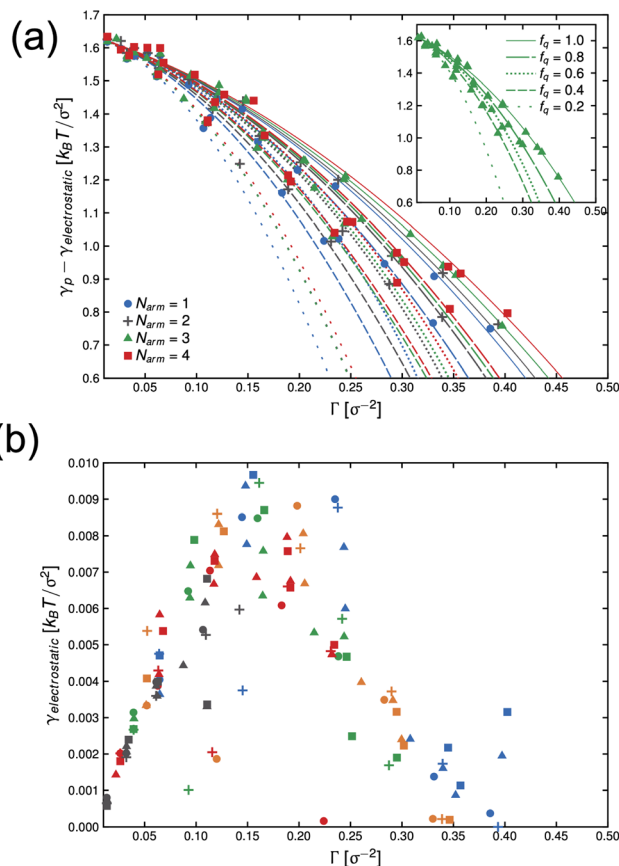 (a)
γp − γelectrostatic [kBT/σ²]
1.7
1.6
1.5
1.4
1.3
1.2
1.1
1.0
0.9
0.8
0.7
0.6
0.05 0.10 0.15 0.20 0.25 0.30 0.35 0.40 0.45 0.50
Γ [σ⁻²]
Narm = 1
Narm = 2
Narm = 3
Narm = 4
1.6
1.4
1.2
1.0
0.8
0.6
0.10 0.20 0.30 0.40 0.50
fq = 1.0
fq = 0.8
fq = 0.6
fq = 0.4
fq = 0.2
(b)
γelectrostatic [kBT/σ²]
0.010
0.009
0.008
0.007
0.006
0.005
0.004
0.003
0.002
0.001
0.000
0.05 0.10 0.15 0.20 0.25 0.30 0.35 0.40 0.45 0.50
Γ [σ⁻²]